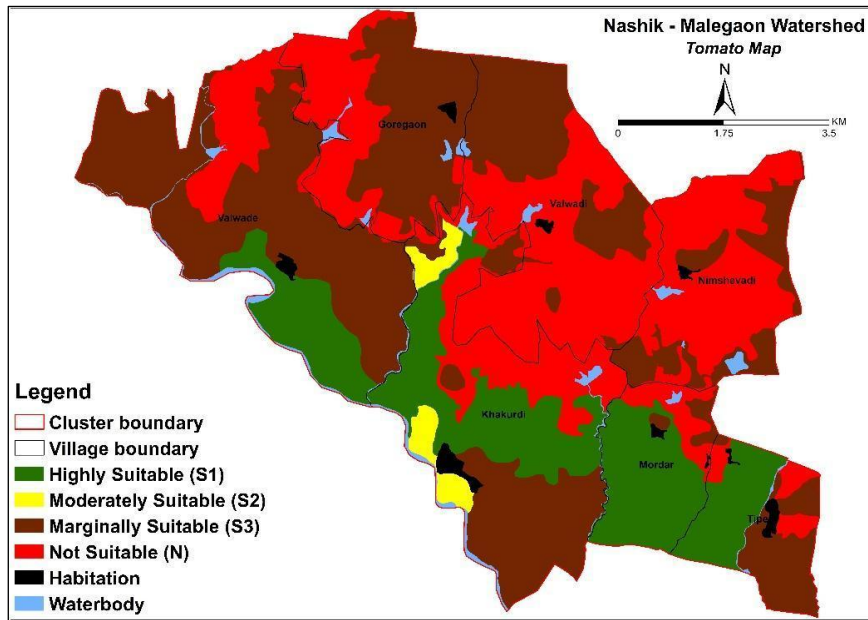 Nashik - Malegaon Watershed
Tomato Map
N
KM
0 1.75 3.5
Goregaon
Valwade
Valwadi
Nimshevadi
Khakurdi
Mordar
Tipe
Legend
Cluster boundary
Village boundary
Highly Suitable (S1)
Moderately Suitable (S2)
Marginally Suitable (S3)
Not Suitable (N)
Habitation
Waterbody